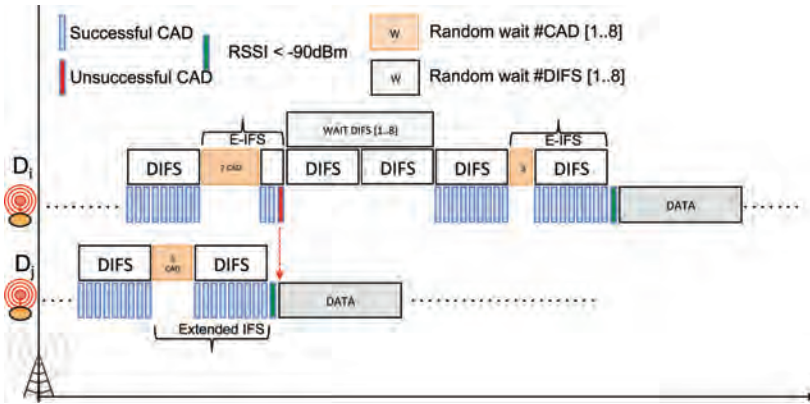 Successful CAD
RSSI < -90dBm
Unsuccessful CAD
W Random wait #CAD [1..8]
W Random wait #DIFS [1..8]
E-IFS
WAIT DIFS [1..8]
E-IFS
Di
DIFS
7 CAD
DIFS
DIFS
DIFS
3
DIFS
DATA
Dj
DIFS
CAD
DIFS
DATA
Extended IFS